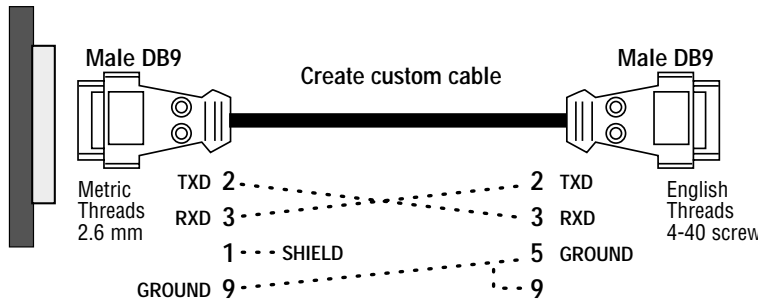 Male DB9
Male DB9
Create custom cable
Metric
Threads
2.6 mm
English
Threads
4-40 screw
TXD 2
2 TXD
RXD 3
3 RXD
1 SHIELD
5 GROUND
GROUND 9
9